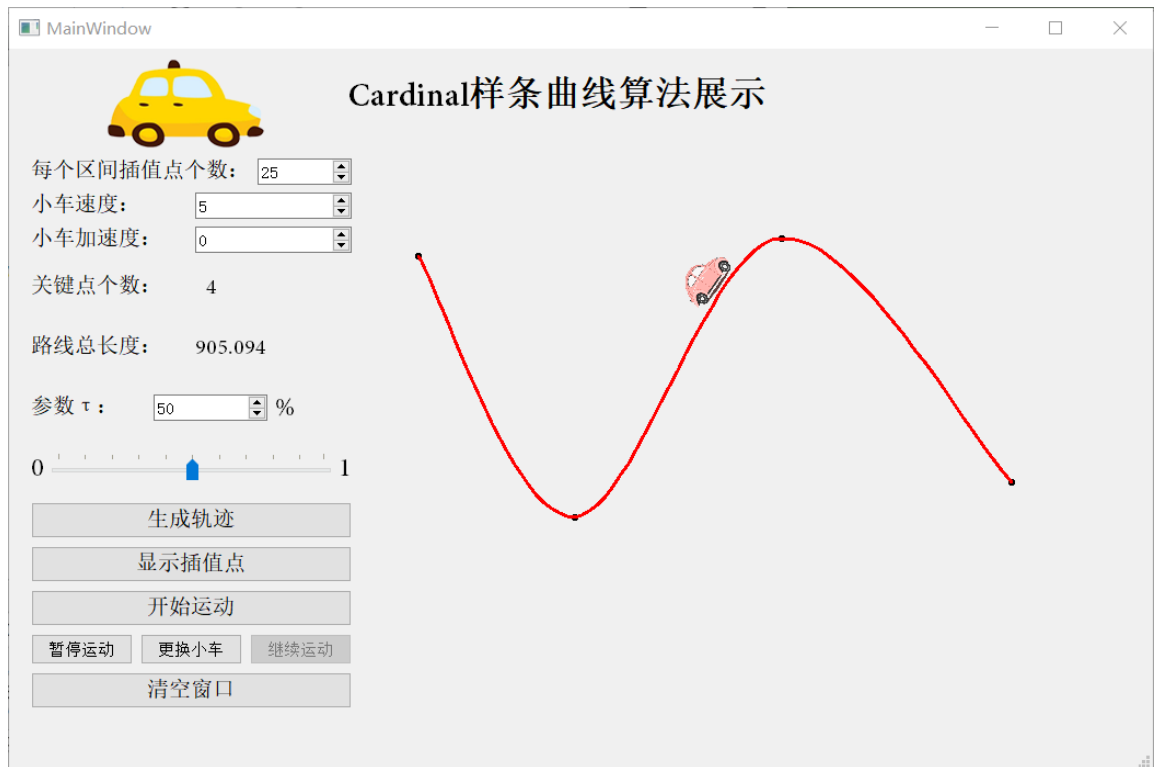 MainWindow
Cardinal样条曲线算法展示
每个区间插值点个数: 25
小车速度: 5
小车加速度: 0
关键点个数: 4
路线总长度: 905.094
参数τ: 50 %
0 1
生成轨迹
显示插值点
开始运动
暂停运动 更换小车 继续运动
清空窗口